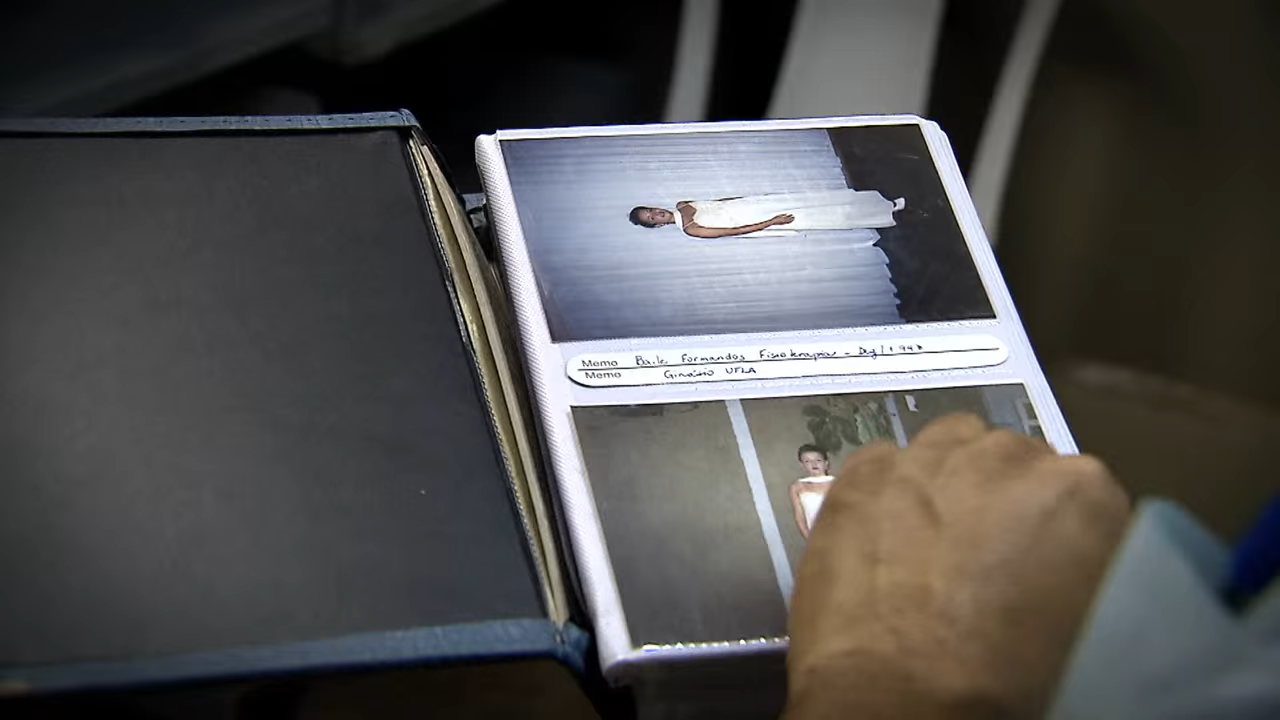 Memo Baile Formandos Fisioterapia - Dez/1997
Memo Ginásio UFLA